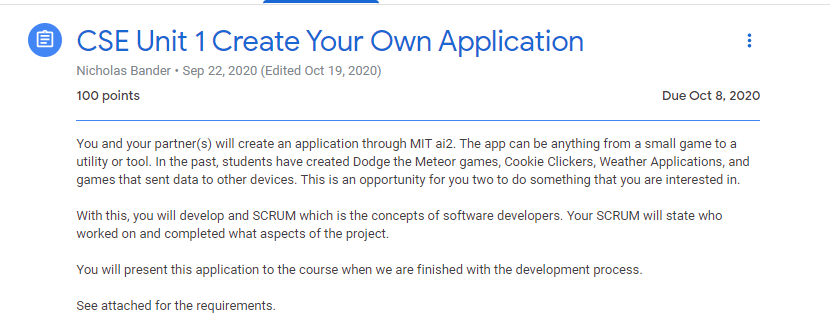 CSE Unit 1 Create Your Own Application
Nicholas Bander • Sep 22, 2020 (Edited Oct 19, 2020)
100 points
Due Oct 8, 2020
You and your partner(s) will create an application through MIT ai2. The app can be anything from a small game to a
utility or tool. In the past, students have created Dodge the Meteor games, Cookie Clickers, Weather Applications, and
games that sent data to other devices. This is an opportunity for you two to do something that you are interested in.
With this, you will develop and SCRUM which is the concepts of software developers. Your SCRUM will state who
worked on and completed what aspects of the project.
You will present this application to the course when we are finished with the development process.
See attached for the requirements.